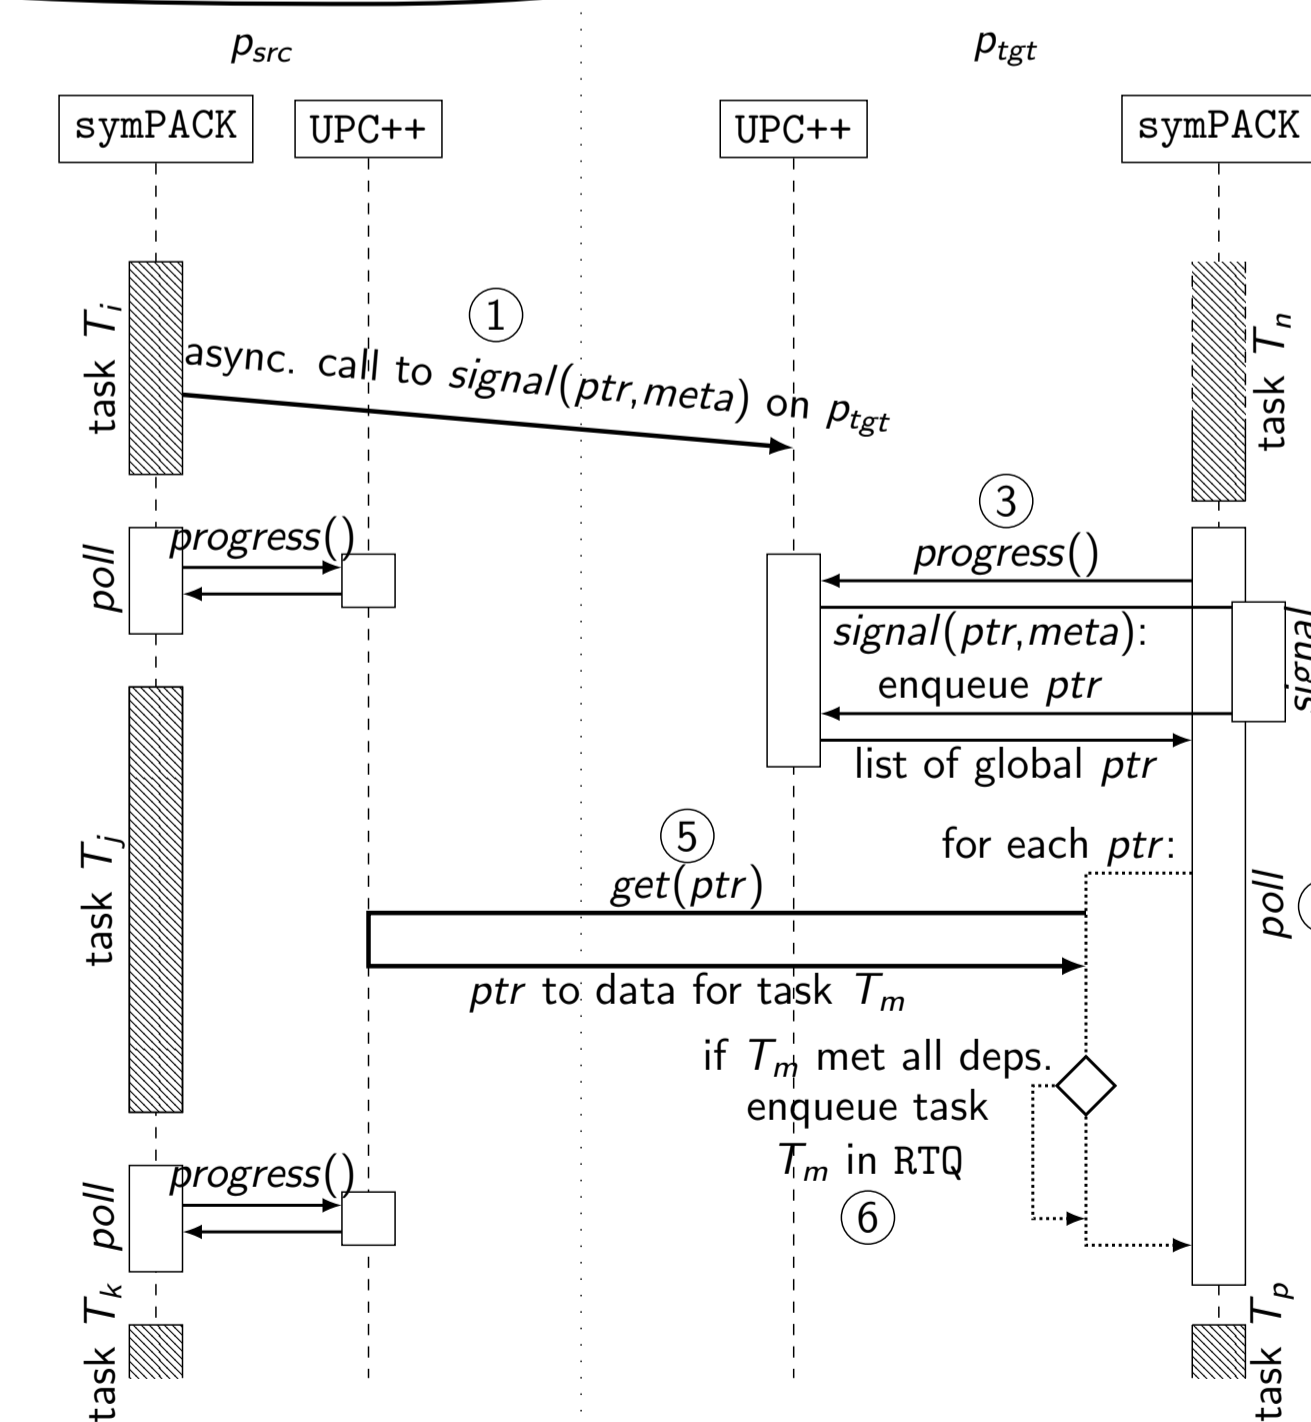 p_src
p_tgt
symPACK
UPC++
UPC++
symPACK
task T_i
1
async. call to signal(ptr,meta) on p_tgt
task T_n
3
poll
progress()
progress()
signal(ptr,meta):
enqueue ptr
signal
list of global ptr
task T_j
5
get(ptr)
for each ptr:
poll
ptr to data for task T_m
if T_m met all deps.
enqueue task
T_m in RTQ
6
poll
progress()
task T_k
task T_p